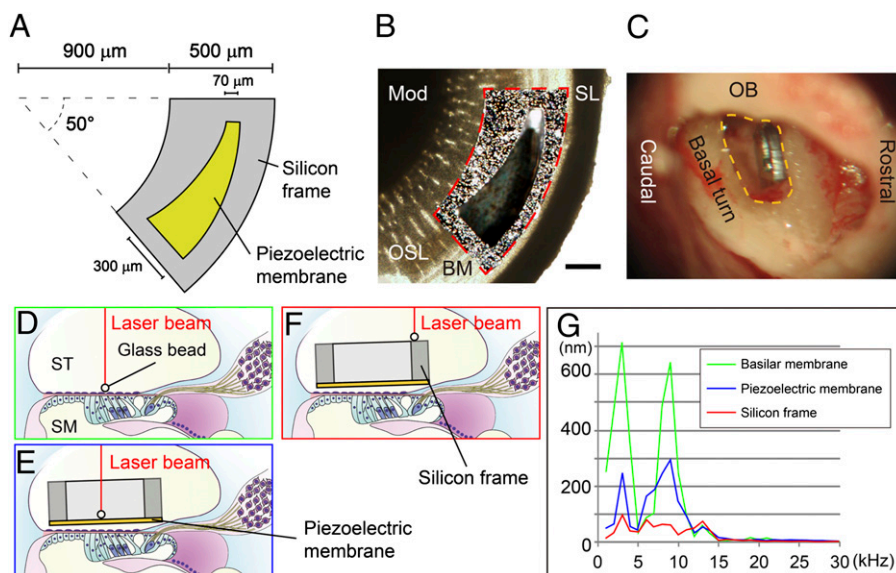 A
900 μm
500 μm
70 μm
50°
Silicon
frame
Piezoelectric
membrane
300 μm
B
Mod
SL
OSL
BM
C
OB
Caudal
Basal turn
Rostral
D
Laser beam
Glass bead
ST
SM
E
Laser beam
Piezoelectric
membrane
F
Laser beam
Silicon frame
G
800
(nm)
600
400
200
0
0
5
10
15
20
25
30 (kHz)
Basilar membrane
Piezoelectric membrane
Silicon frame